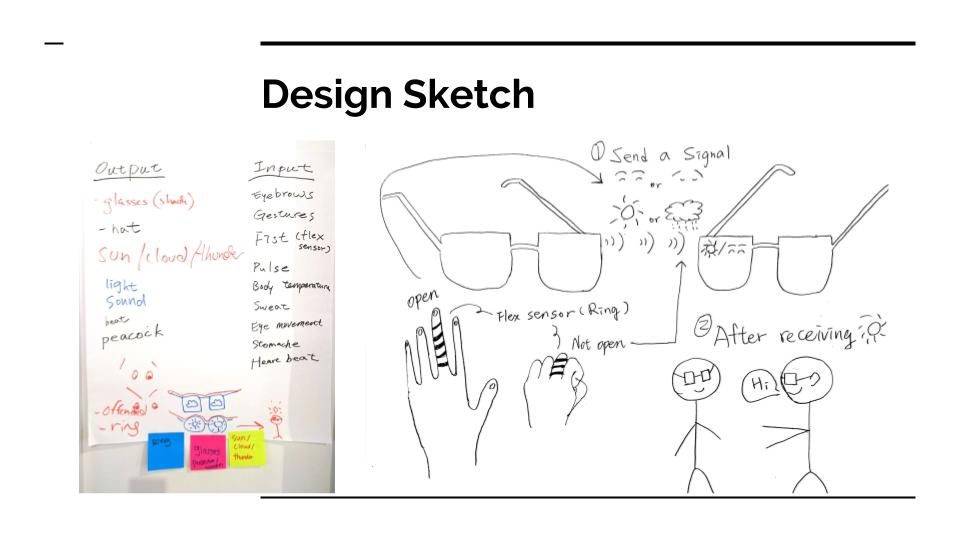 Design Sketch
Output
- glasses (shades)
- hat
Sun/cloud/thunder
light
Sound
heat
peacock
- offended
- ring
Input
Eyebrows
Gestures
Fist (flex
sensor)
Pulse
Body temperature
Sweat
Eye movement
Stomache
Heart beat
Ring
glasses
sun/
cloud/
thunder
① Send a Signal
or
or
open
Flex sensor (Ring)
Not open
② After receiving
Hi